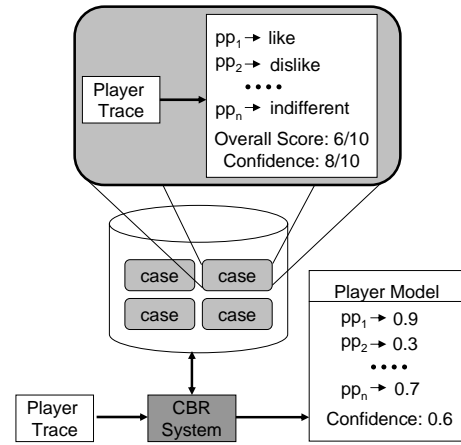 Player
Trace
pp1 → like
pp2 → dislike
••••
ppn → indifferent
Overall Score: 6/10
Confidence: 8/10
case
case
case
case
Player Model
pp1 → 0.9
pp2 → 0.3
••••
ppn → 0.7
Confidence: 0.6
Player
Trace
CBR
System